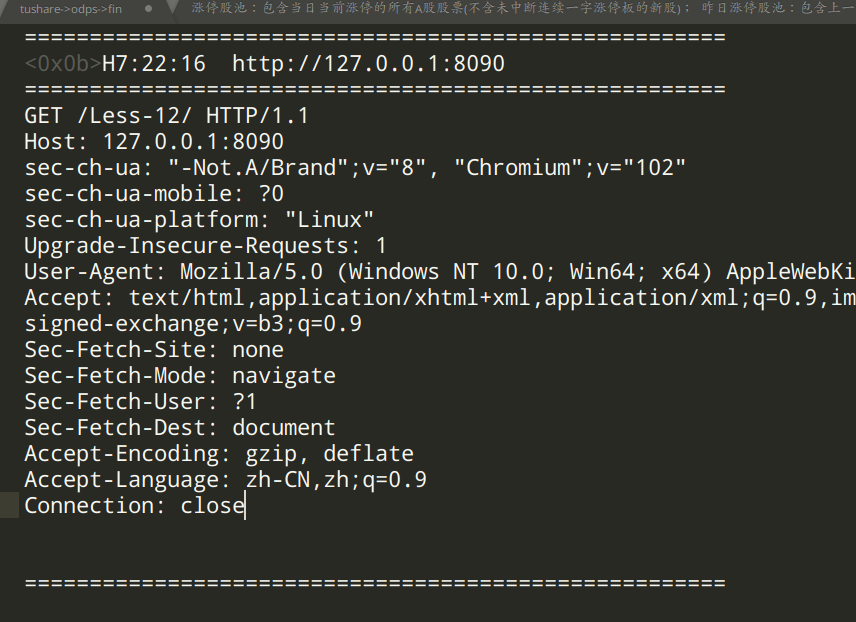 tushare->odps->fin
涨停股池：包含当日当前涨停的所有A股股票(不含未中断连续一字涨停板的新股)； 昨日涨停股池：包含上一
======================================================
<0x0b>H7:22:16  http://127.0.0.1:8090
======================================================
GET /Less-12/ HTTP/1.1
Host: 127.0.0.1:8090
sec-ch-ua: "-Not.A/Brand";v="8", "Chromium";v="102"
sec-ch-ua-mobile: ?0
sec-ch-ua-platform: "Linux"
Upgrade-Insecure-Requests: 1
User-Agent: Mozilla/5.0 (Windows NT 10.0; Win64; x64) AppleWebKi
Accept: text/html,application/xhtml+xml,application/xml;q=0.9,im
signed-exchange;v=b3;q=0.9
Sec-Fetch-Site: none
Sec-Fetch-Mode: navigate
Sec-Fetch-User: ?1
Sec-Fetch-Dest: document
Accept-Encoding: gzip, deflate
Accept-Language: zh-CN,zh;q=0.9
Connection: close
======================================================